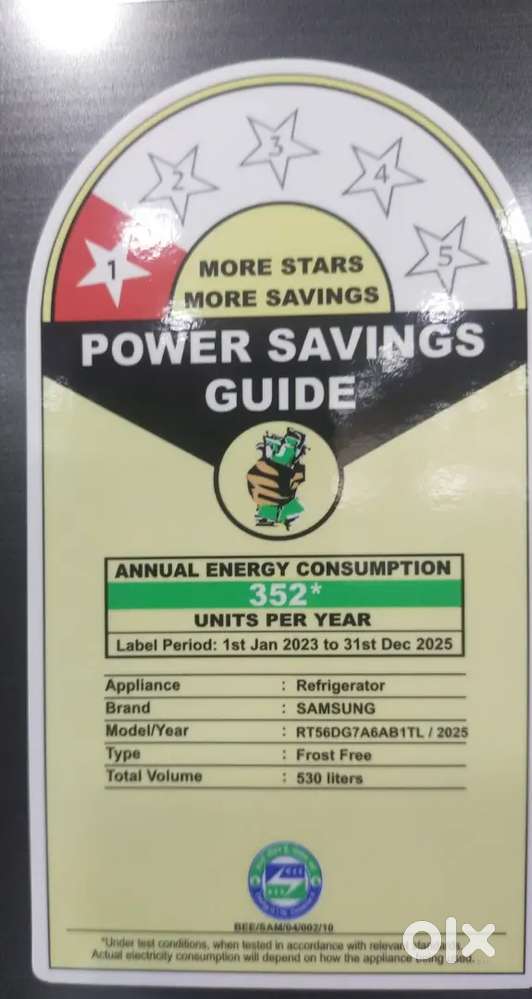 1
2
3
4
5
MORE STARS
MORE SAVINGS
POWER SAVINGS
GUIDE
ANNUAL ENERGY CONSUMPTION
352*
UNITS PER YEAR
Label Period: 1st Jan 2023 to 31st Dec 2025
Appliance : Refrigerator
Brand : SAMSUNG
Model/Year : RT56DG7A6AB1TL / 2025
Type : Frost Free
Total Volume : 530 liters
BEE/SAM/04/002/10
*Under test conditions, when tested in accordance with relevant standards.
Actual electricity consumption will depend on how the appliance being used.
olx